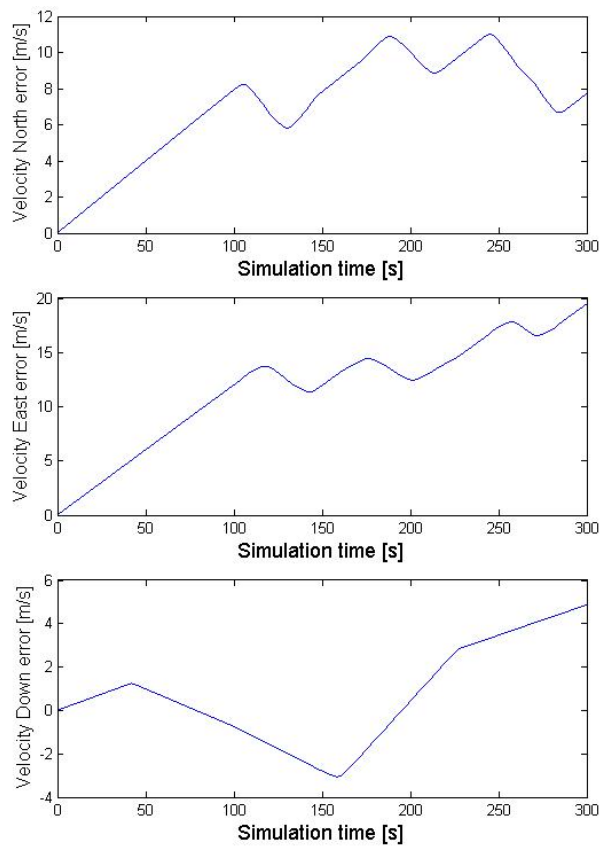 12
10
8
6
4
2
0
Velocity North error [m/s]
0 50 100 150 200 250 300
Simulation time [s]
20
15
10
5
0
Velocity East error [m/s]
0 50 100 150 200 250 300
Simulation time [s]
6
4
2
0
-2
-4
Velocity Down error [m/s]
0 50 100 150 200 250 300
Simulation time [s]